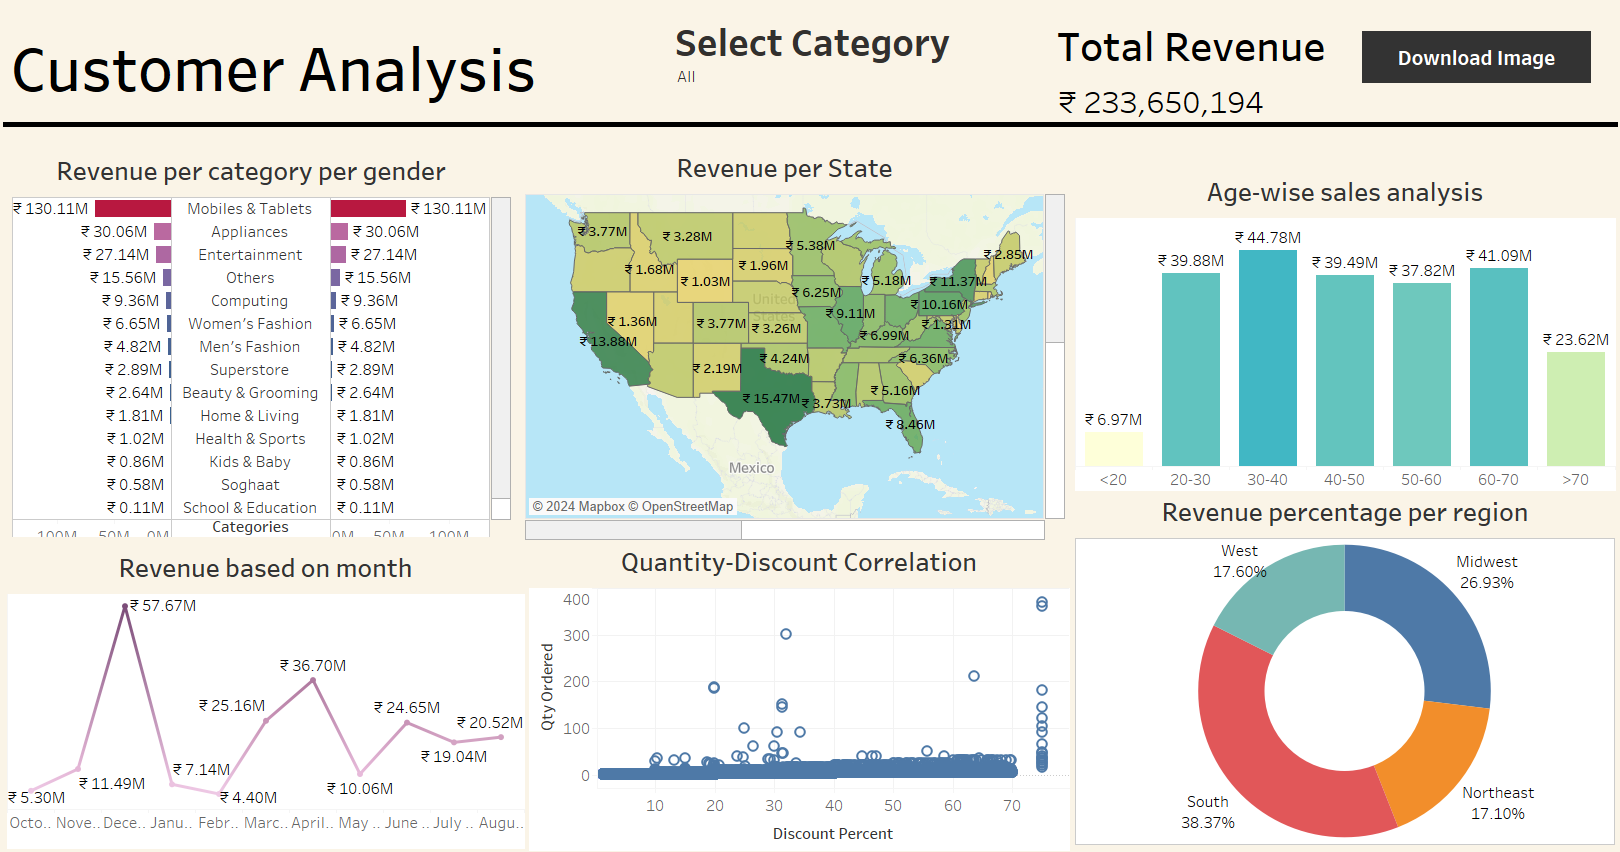 Customer Analysis
Select Category
All
Total Revenue
₹ 233,650,194
Download Image
Revenue per category per gender
₹ 130.11M Mobiles & Tablets ₹ 130.11M
₹ 30.06M Appliances ₹ 30.06M
₹ 27.14M Entertainment ₹ 27.14M
₹ 15.56M Others ₹ 15.56M
₹ 9.36M Computing ₹ 9.36M
₹ 6.65M Women's Fashion ₹ 6.65M
₹ 4.82M Men's Fashion ₹ 4.82M
₹ 2.89M Superstore ₹ 2.89M
₹ 2.64M Beauty & Grooming ₹ 2.64M
₹ 1.81M Home & Living ₹ 1.81M
₹ 1.02M Health & Sports ₹ 1.02M
₹ 0.86M Kids & Baby ₹ 0.86M
₹ 0.58M Soghaat ₹ 0.58M
₹ 0.11M School & Education ₹ 0.11M
Categories
100M 50M 0M 0M 50M 100M
Revenue per State
₹ 3.77M
₹ 3.28M
₹ 5.38M
₹ 2.85M
₹ 1.68M
₹ 1.96M
₹ 1.03M
₹ 5.18M
₹ 11.37M
₹ 6.25M
United
States
₹ 10.16M
₹ 9.11M
₹ 1.36M
₹ 3.77M
₹ 3.26M
₹ 1.31M
₹ 6.99M
₹ 13.88M
₹ 4.24M
₹ 6.36M
₹ 2.19M
₹ 5.16M
₹ 15.47M
₹ 3.73M
₹ 8.46M
Mexico
© 2024 Mapbox © OpenStreetMap
Age-wise sales analysis
₹ 6.97M
₹ 39.88M
₹ 44.78M
₹ 39.49M
₹ 37.82M
₹ 41.09M
₹ 23.62M
<20 20-30 30-40 40-50 50-60 60-70 >70
Revenue based on month
₹ 5.30M
₹ 11.49M
₹ 57.67M
₹ 7.14M
₹ 4.40M
₹ 25.16M
₹ 36.70M
₹ 10.06M
₹ 24.65M
₹ 19.04M
₹ 20.52M
Octo.. Nove.. Dece.. Janu.. Febr.. Marc.. April.. May .. June .. July .. Augu..
Quantity-Discount Correlation
Qty Ordered
400
300
200
100
0
10 20 30 40 50 60 70
Discount Percent
Revenue percentage per region
West
17.60%
Midwest
26.93%
South
38.37%
Northeast
17.10%